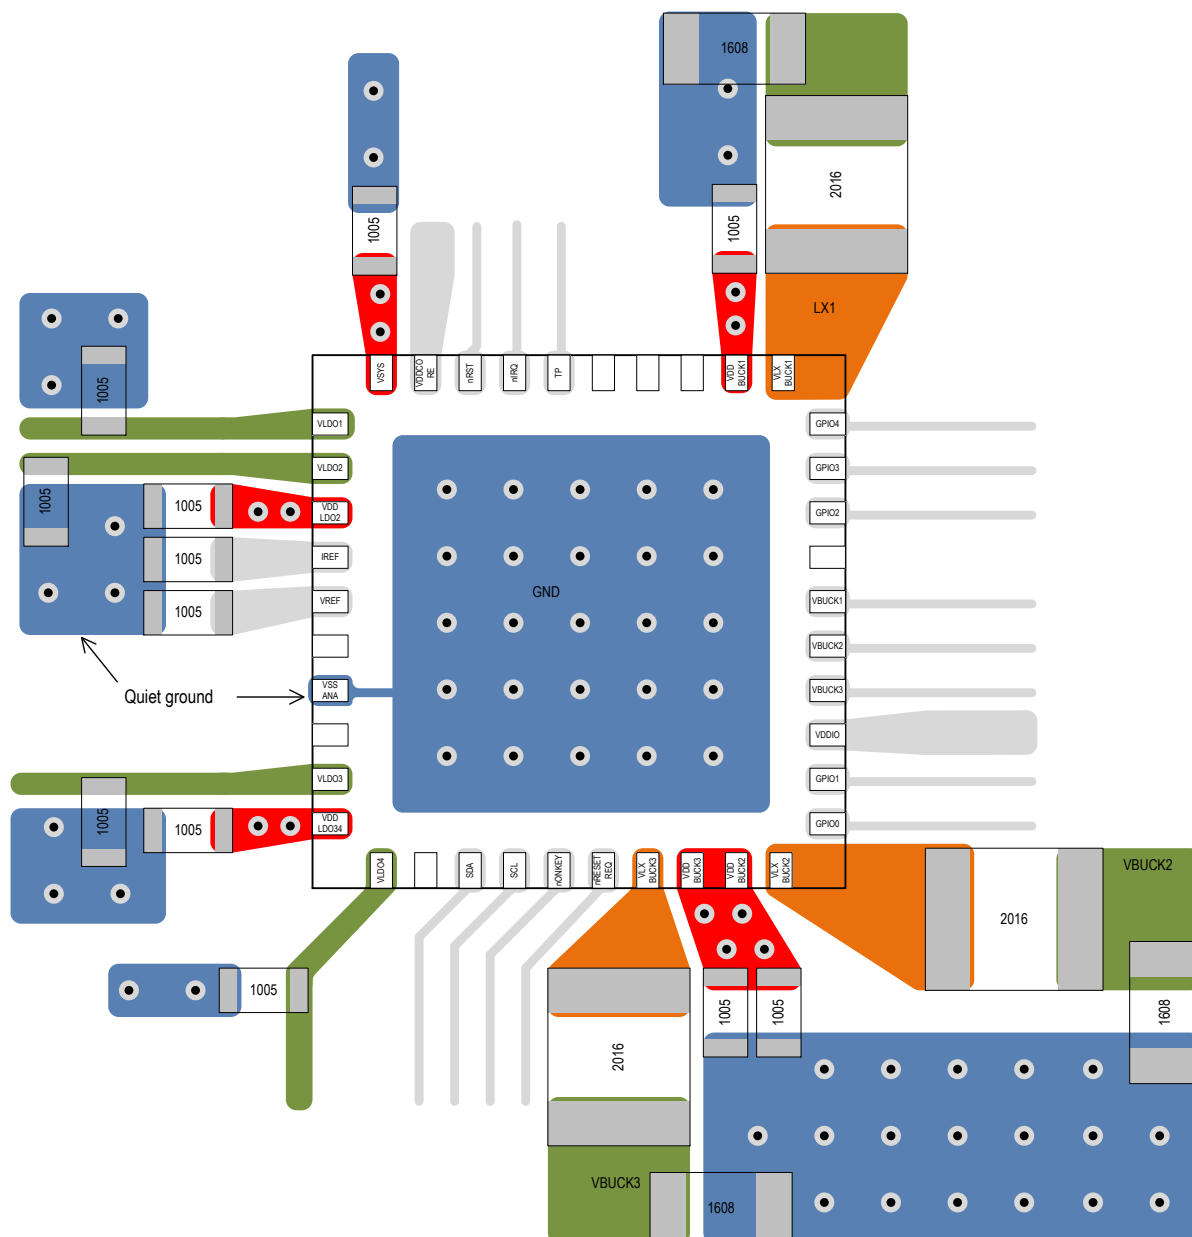 1608
2016
1005
1005
LX1
VSYS
VDDCO
RE
nRST
nIRQ
TP
VDD
BUCK1
VLX
BUCK1
1005
VLDO1
GPIO4
VLDO2
GPIO3
1005
1005
VDD
LDO2
GPIO2
1005
IREF
GND
1005
VREF
VBUCK1
VBUCK2
Quiet ground
VSS
ANA
VBUCK3
VDDIO
VLDO3
GPIO1
1005
1005
VDD
LDO34
GPIO0
VLDO4
SDA
SCL
nONKEY
nRESET
REQ
VLX
BUCK3
VDD
BUCK3
VDD
BUCK2
VLX
BUCK2
VBUCK2
2016
1005
1005
1005
1608
2016
VBUCK3
1608